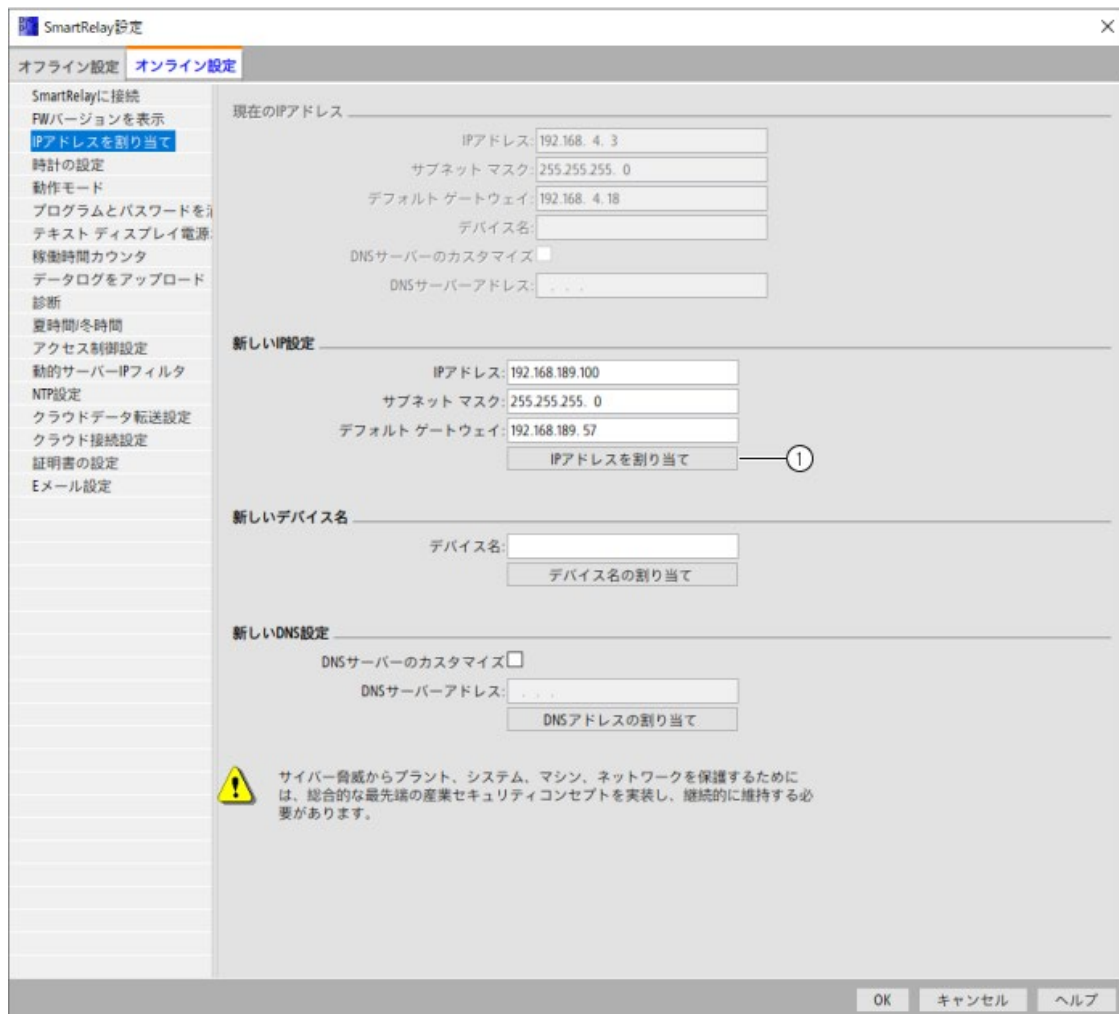 SmartRelay設定
オフライン設定 オンライン設定
SmartRelayに接続
FWバージョンを表示
IPアドレスを割り当て
時計の設定
動作モード
プログラムとパスワードを
テキスト ディスプレイ電源
稼働時間カウンタ
データログをアップロード
診断
夏時間/冬時間
アクセス制御設定
動的サーバーIPフィルタ
NTP設定
クラウドデータ転送設定
クラウド接続設定
証明書の設定
Eメール設定
現在のIPアドレス
IPアドレス: 192.168. 4. 3
サブネット マスク: 255.255.255. 0
デフォルト ゲートウェイ: 192.168. 4. 18
デバイス名:
DNSサーバーのカスタマイズ
DNSサーバーアドレス: . . .
新しいIP設定
IPアドレス: 192.168.189.100
サブネット マスク: 255.255.255. 0
デフォルト ゲートウェイ: 192.168.189. 57
IPアドレスを割り当て ①
新しいデバイス名
デバイス名:
デバイス名の割り当て
新しいDNS設定
DNSサーバーのカスタマイズ
DNSサーバーアドレス: . . .
DNSアドレスの割り当て
サイバー脅威からプラント、システム、マシン、ネットワークを保護するためにに
は、総合的な最先端の産業セキュリティコンセプトを実装し、継続的に維持する必
要があります。
OK キャンセル ヘルプ